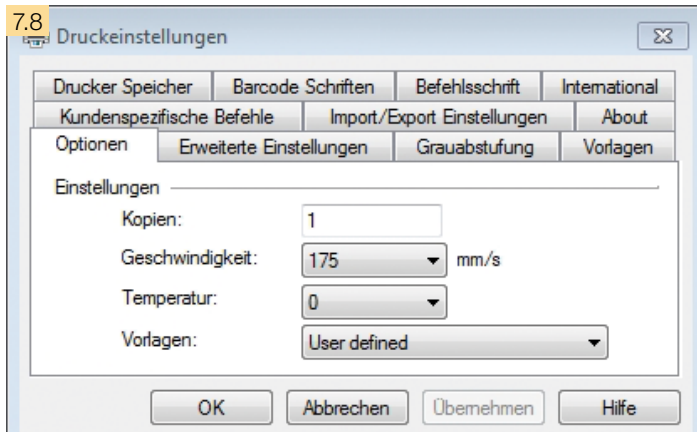 7.8
Druckeinstellungen
Drucker Speicher Barcode Schriften Befehlsschrift International
Kundenspezifische Befehle Import/Export Einstellungen About
Optionen Erweiterte Einstellungen Grauabstufung Vorlagen
Einstellungen
Kopien: 1
Geschwindigkeit: 175 mm/s
Temperatur: 0
Vorlagen: User defined
OK Abbrechen Übernehmen Hilfe